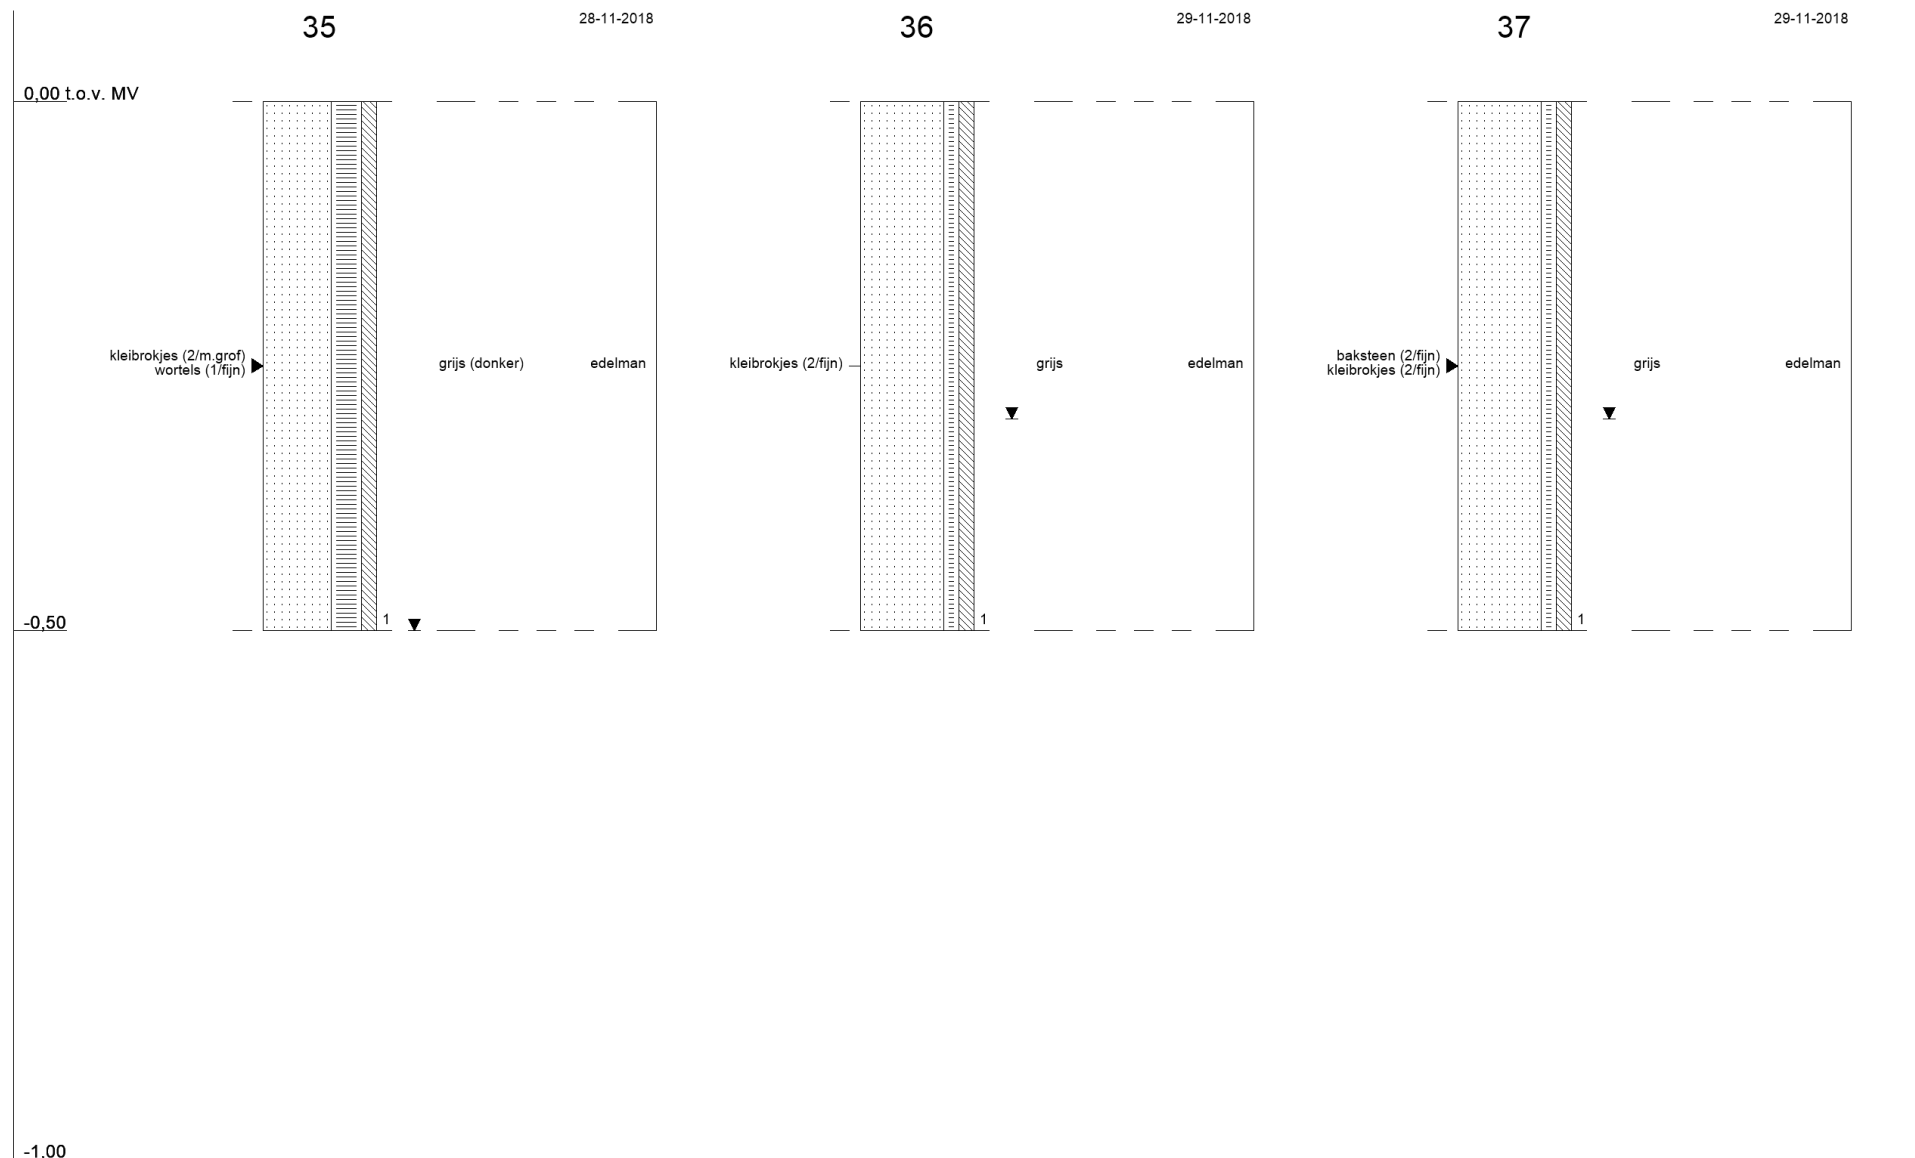 35
28-11-2018
36
29-11-2018
37
29-11-2018
0,00 t.o.v. MV
kleibrokjes (2/m.grof)
wortels (1/fijn)
grijs (donker)
edelman
kleibrokjes (2/fijn)
grijs
edelman
baksteen (2/fijn)
kleibrokjes (2/fijn)
grijs
edelman
1
1
1
-0,50
-1,00